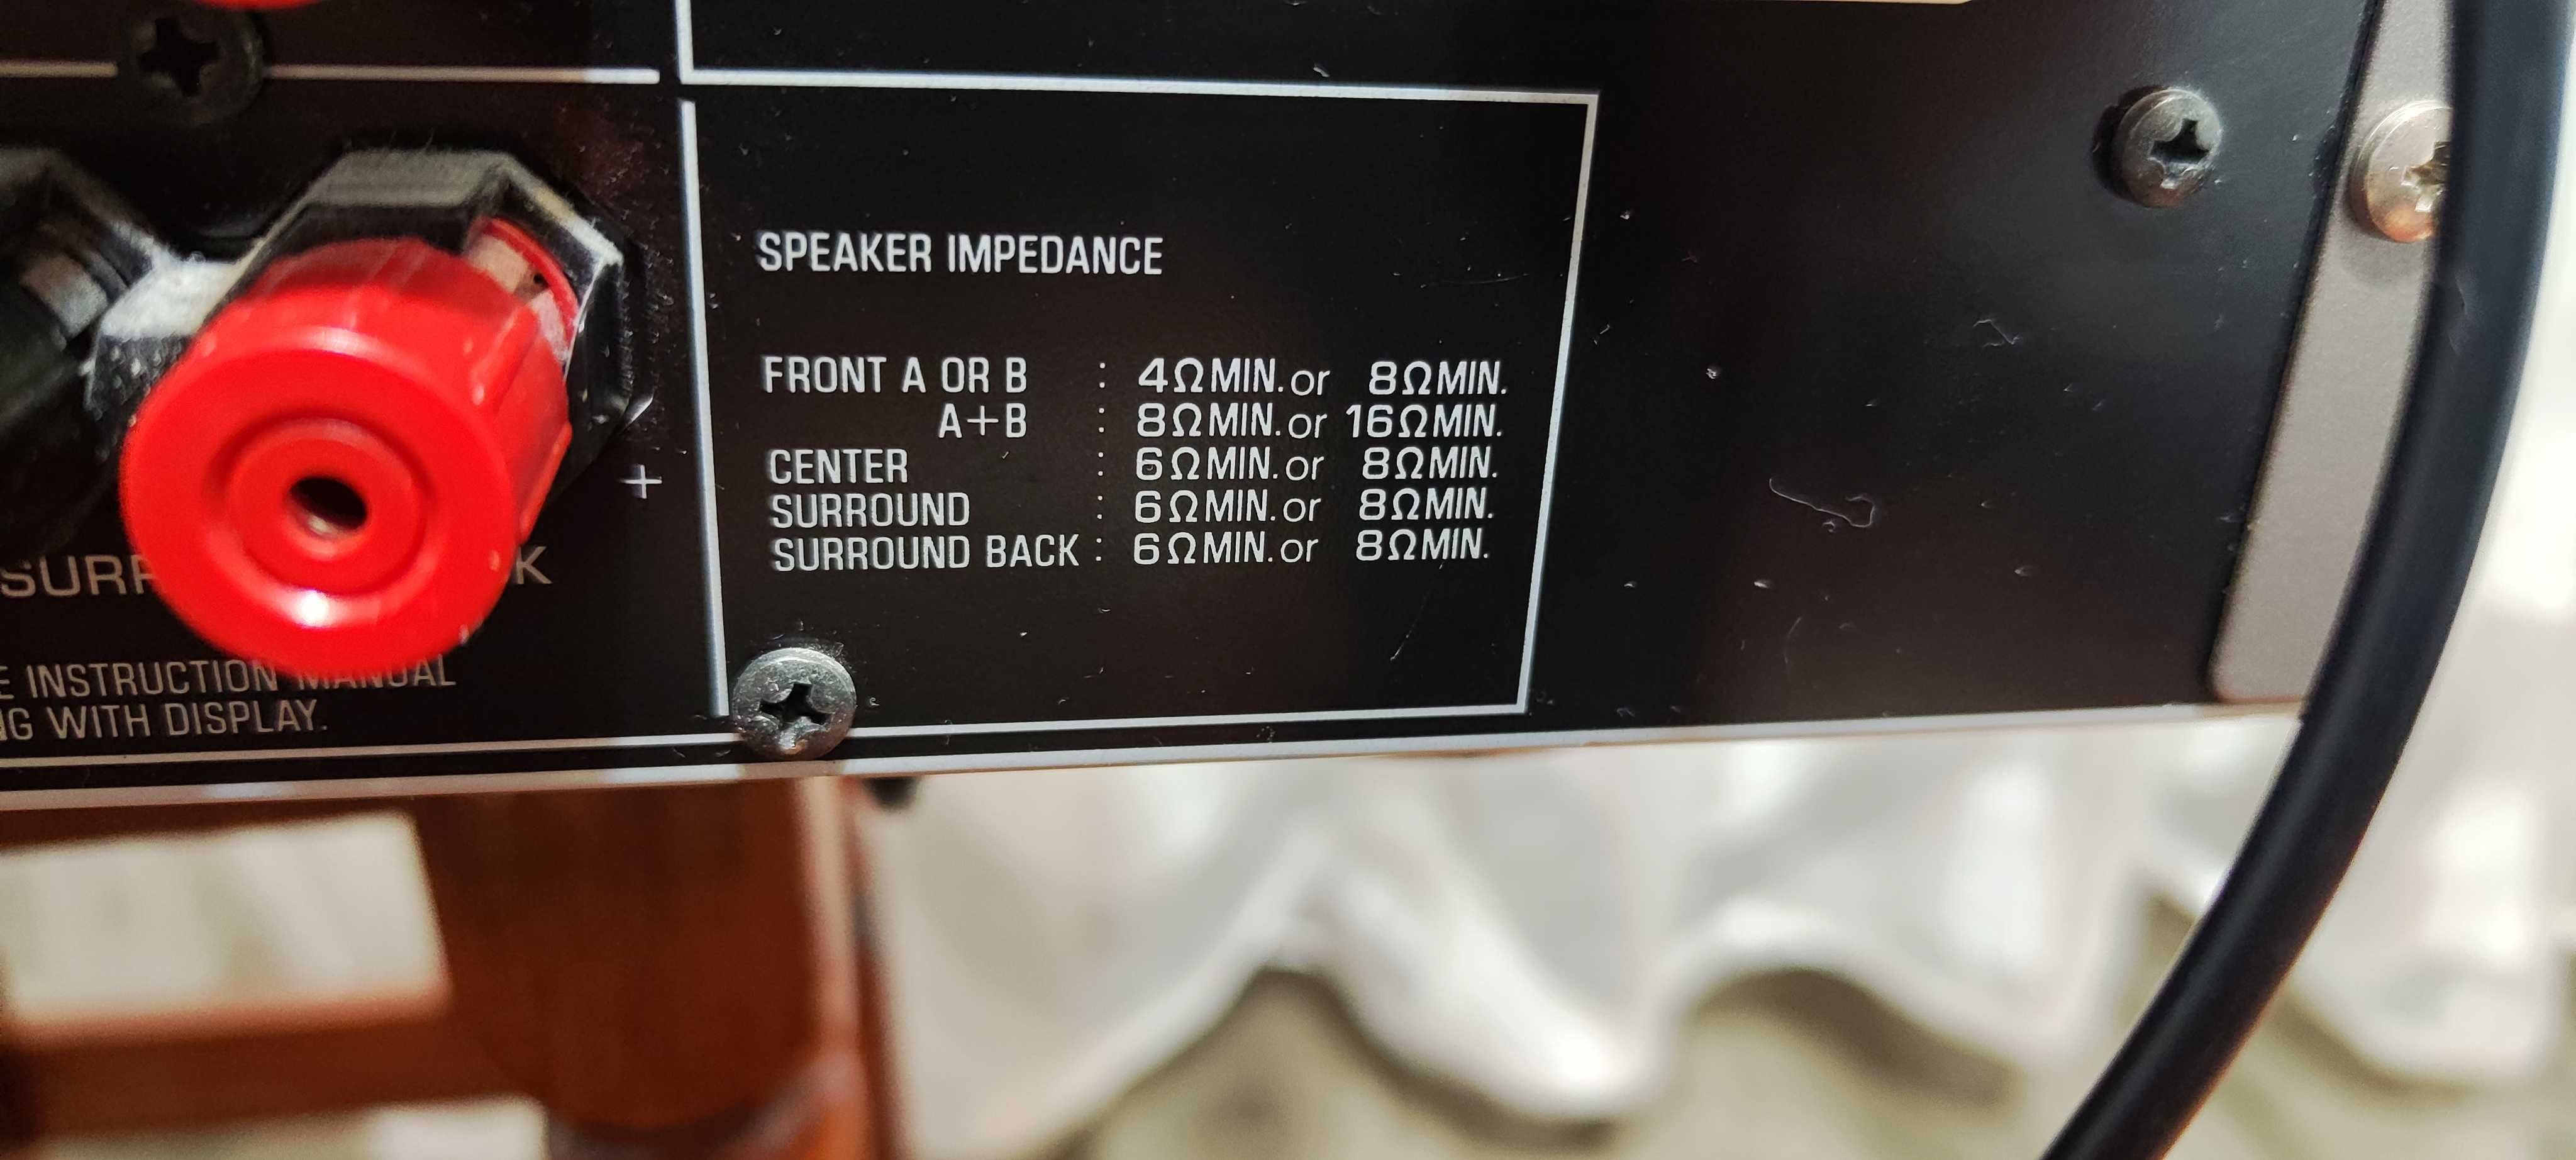 SPEAKER IMPEDANCE
FRONT A OR B : 4ΩMIN. or 8ΩMIN.
A+B : 8ΩMIN. or 16ΩMIN.
CENTER : 6ΩMIN. or 8ΩMIN.
SURROUND : 6ΩMIN. or 8ΩMIN.
SURROUND BACK : 6ΩMIN. or 8ΩMIN.
+
INSTRUCTION MANUAL
WITH DISPLAY.